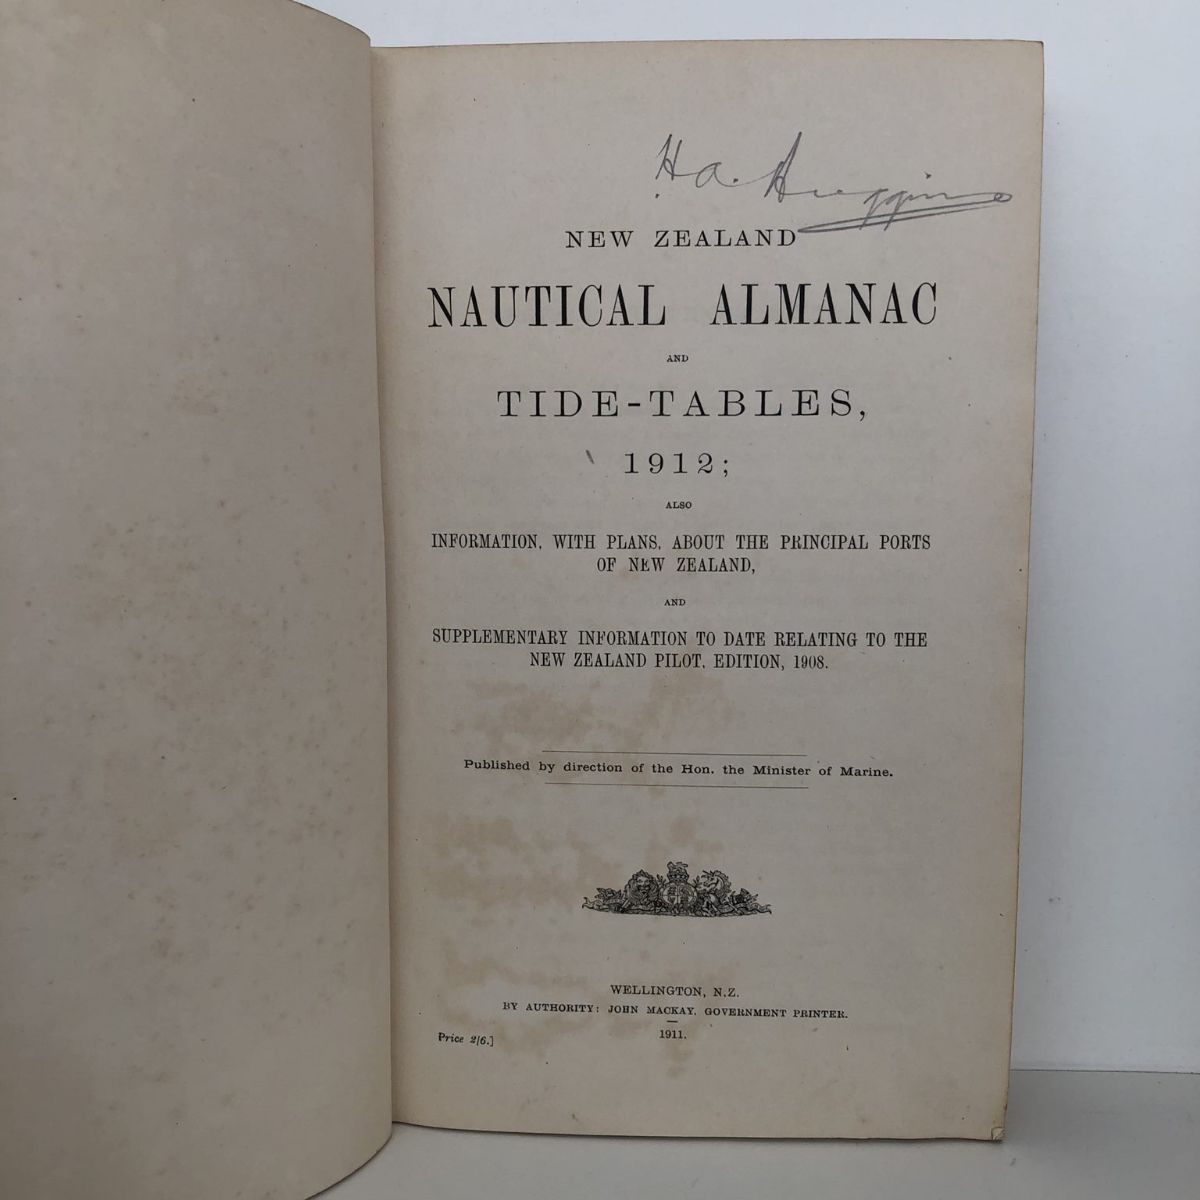 H. A. Huggins
NEW ZEALAND
NAUTICAL ALMANAC
AND
TIDE-TABLES,
1912;
ALSO
INFORMATION, WITH PLANS, ABOUT THE PRINCIPAL PORTS
OF NEW ZEALAND,
AND
SUPPLEMENTARY INFORMATION TO DATE RELATING TO THE
NEW ZEALAND PILOT, EDITION, 1908.
Published by direction of the Hon. the Minister of Marine.
WELLINGTON, N.Z.
BY AUTHORITY: JOHN MACKAY, GOVERNMENT PRINTER.
1911.
Price 2/6.]